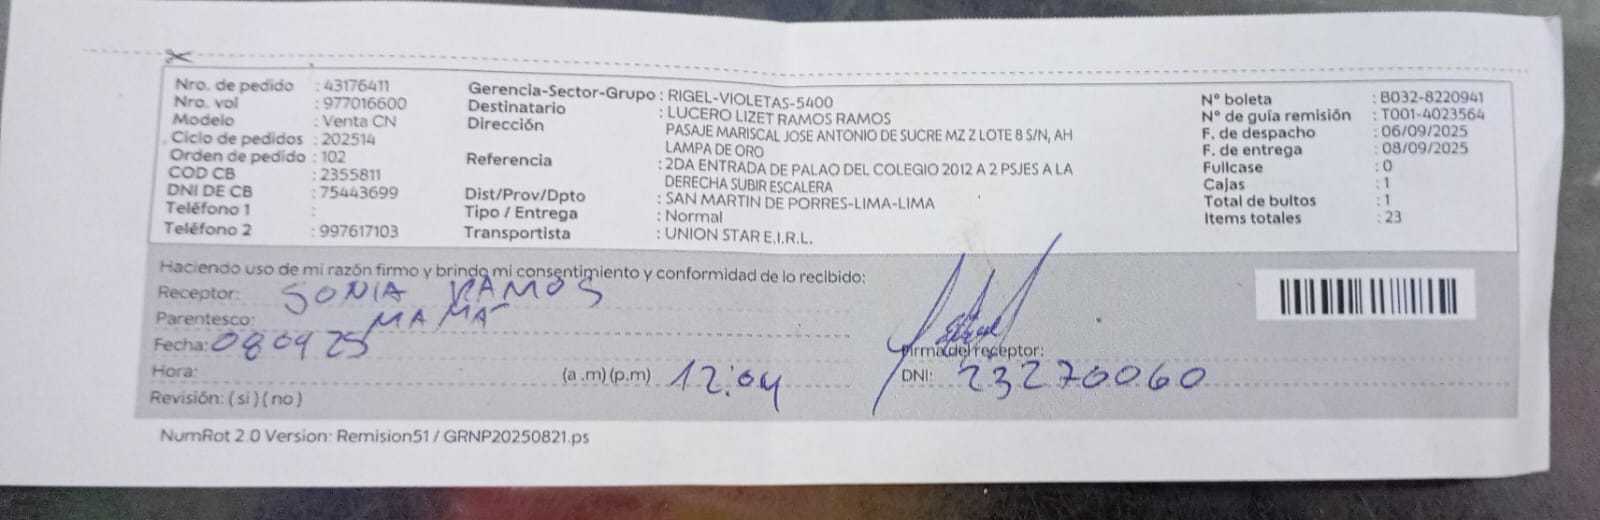 Nro. de pedido : 43176411
Nro. vol : 977016600
Modelo : Venta CN
Ciclo de pedidos : 202514
Orden de pedido : 102
COD CB : 2355811
DNI DE CB : 75443699
Teléfono 1 :
Teléfono 2 : 997617103
Gerencia-Sector-Grupo : RIGEL-VIOLETAS-5400
Destinatario : LUCERO LIZET RAMOS RAMOS
Dirección PASAJE MARISCAL JOSE ANTONIO DE SUCRE MZ Z LOTE 8 S/N, AH
LAMPA DE ORO
Referencia : 2DA ENTRADA DE PALAO DEL COLEGIO 2012 A 2 PSJES A LA
DERECHA SUBIR ESCALERA
Dist/Prov/Dpto : SAN MARTIN DE PORRES-LIMA-LIMA
Tipo / Entrega : Normal
Transportista : UNION STAR E.I.R.L.
N° boleta : B032-8220941
N° de guía remisión : T001-4023564
F. de despacho : 06/09/2025
F. de entrega : 08/09/2025
Fullcase : 0
Cajas : 1
Total de bultos : 1
Items totales : 23
Haciendo uso de mi razón firmo y brindo mi consentimiento y conformidad de lo recibido:
Receptor: SONIA RAMOS
Parentesco: MAMÁ
Fecha: 080925
Hora: (a .m) (p.m) 12:04
Revisión: ( si ) ( no )
Firma del receptor:
DNI: 23270060
NumRot 2.0 Version: Remision51 / GRNP20250821.ps